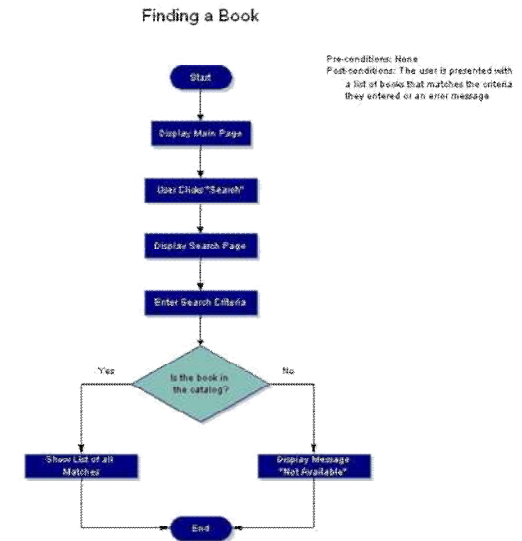 Finding a Book
Pre-conditions: None
Post-conditions: The user is presented with
a list of books that matches the criteria
they entered or an error message
Start
Display Main Page
User Clicks "Search"
Display Search Page
Enter Search Criteria
Is the book in
the catalog?
Yes
No
Show List of all
Matches
Display Message
"Not Available"
End